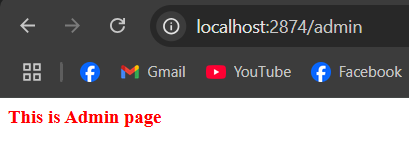 localhost:2874/admin
Gmail YouTube Facebook
This is Admin page